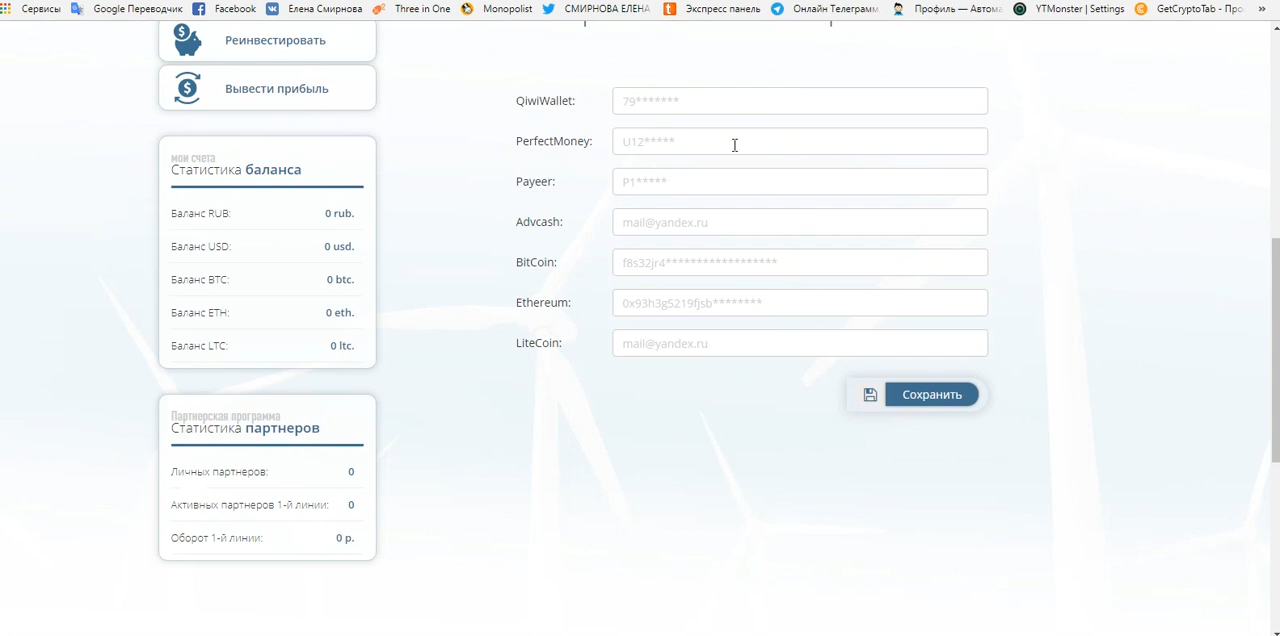 Сервисы Google Переводчик Facebook Елена Смирнова Three in One Monopolist СМИРНОВА ЕЛЕНА Экспресс панель Онлайн Телеграмм Профиль — Автома YTMonster | Settings GetCryptoTab - Про »
Реинвестировать
Вывести прибыль
мои счета
Статистика баланса
Баланс RUB: 0 rub.
Баланс USD: 0 usd.
Баланс BTC: 0 btc.
Баланс ETH: 0 eth.
Баланс LTC: 0 ltc.
Партнерская программа
Статистика партнеров
Личных партнеров: 0
Активных партнеров 1-й линии: 0
Оборот 1-й линии: 0 р.
QiwiWallet: 79*******
PerfectMoney: U12*****
Payeer: P1*****
Advcash: mail@yandex.ru
BitCoin: f8s32jr4******************
Ethereum: 0x93h3g5219fjsb********
LiteCoin: mail@yandex.ru
Сохранить